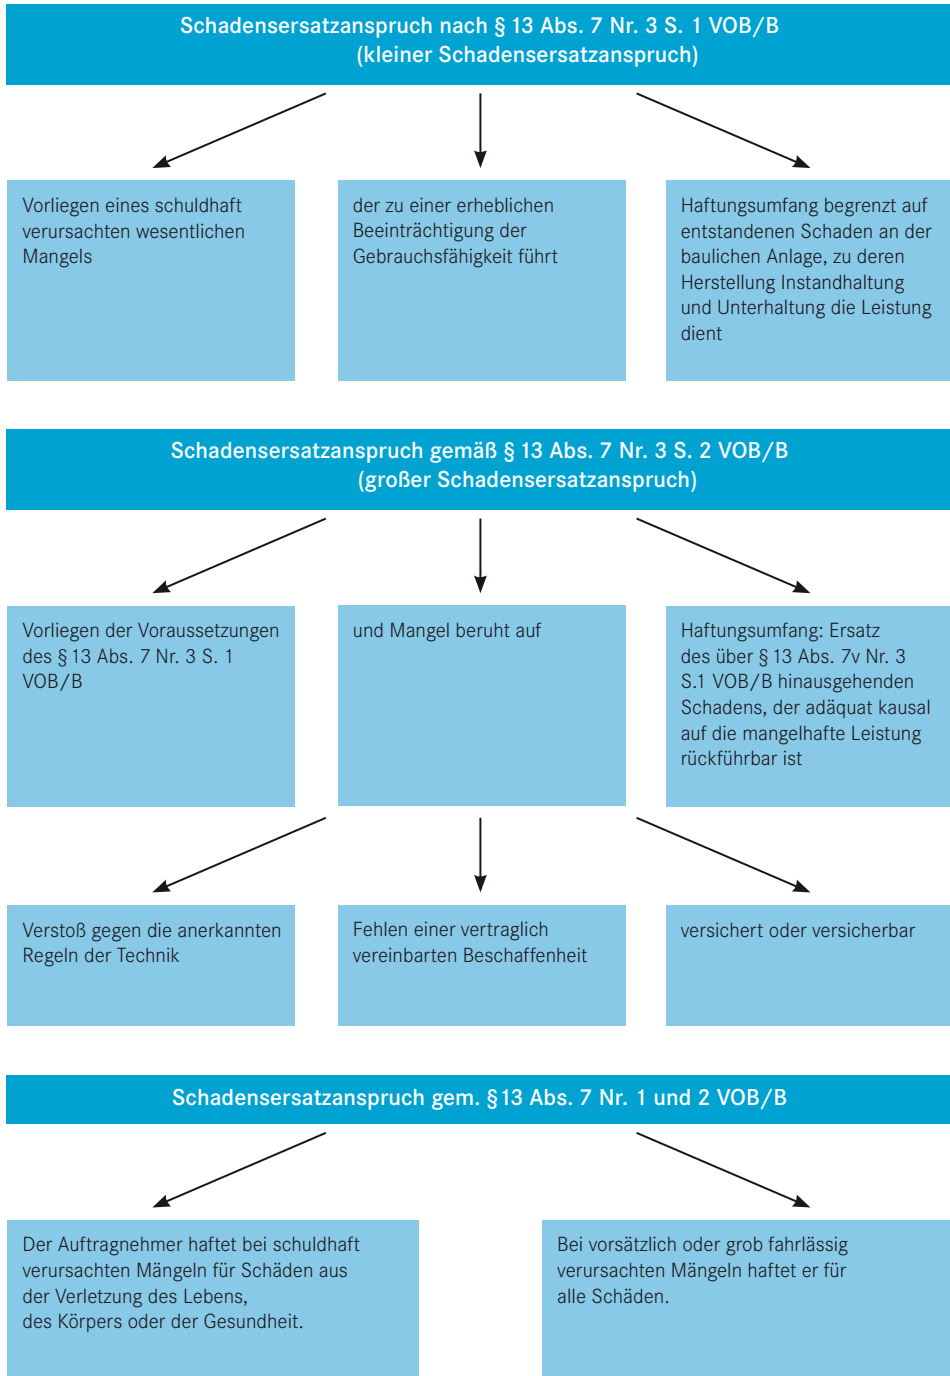 Schadensersatzanspruch nach § 13 Abs. 7 Nr. 3 S. 1 VOB/B
(kleiner Schadensersatzanspruch)
Vorliegen eines schuldhaft
verursachten wesentlichen
Mangels
der zu einer erheblichen
Beeinträchtigung der
Gebrauchsfähigkeit führt
Haftungsumfang begrenzt auf
entstandenen Schaden an der
baulichen Anlage, zu deren
Herstellung Instandhaltung
und Unterhaltung die Leistung
dient
Schadensersatzanspruch gemäß § 13 Abs. 7 Nr. 3 S. 2 VOB/B
(großer Schadensersatzanspruch)
Vorliegen der Voraussetzungen
des § 13 Abs. 7 Nr. 3 S. 1
VOB/B
und Mangel beruht auf
Haftungsumfang: Ersatz
des über § 13 Abs. 7v Nr. 3
S.1 VOB/B hinausgehenden
Schadens, der adäquat kausal
auf die mangelhafte Leistung
rückführbar ist
Verstoß gegen die anerkannten
Regeln der Technik
Fehlen einer vertraglich
vereinbarten Beschaffenheit
versichert oder versicherbar
Schadensersatzanspruch gem. § 13 Abs. 7 Nr. 1 und 2 VOB/B
Der Auftragnehmer haftet bei schuldhaft
verursachten Mängeln für Schäden aus
der Verletzung des Lebens,
des Körpers oder der Gesundheit.
Bei vorsätzlich oder grob fahrlässig
verursachten Mängeln haftet er für
alle Schäden.